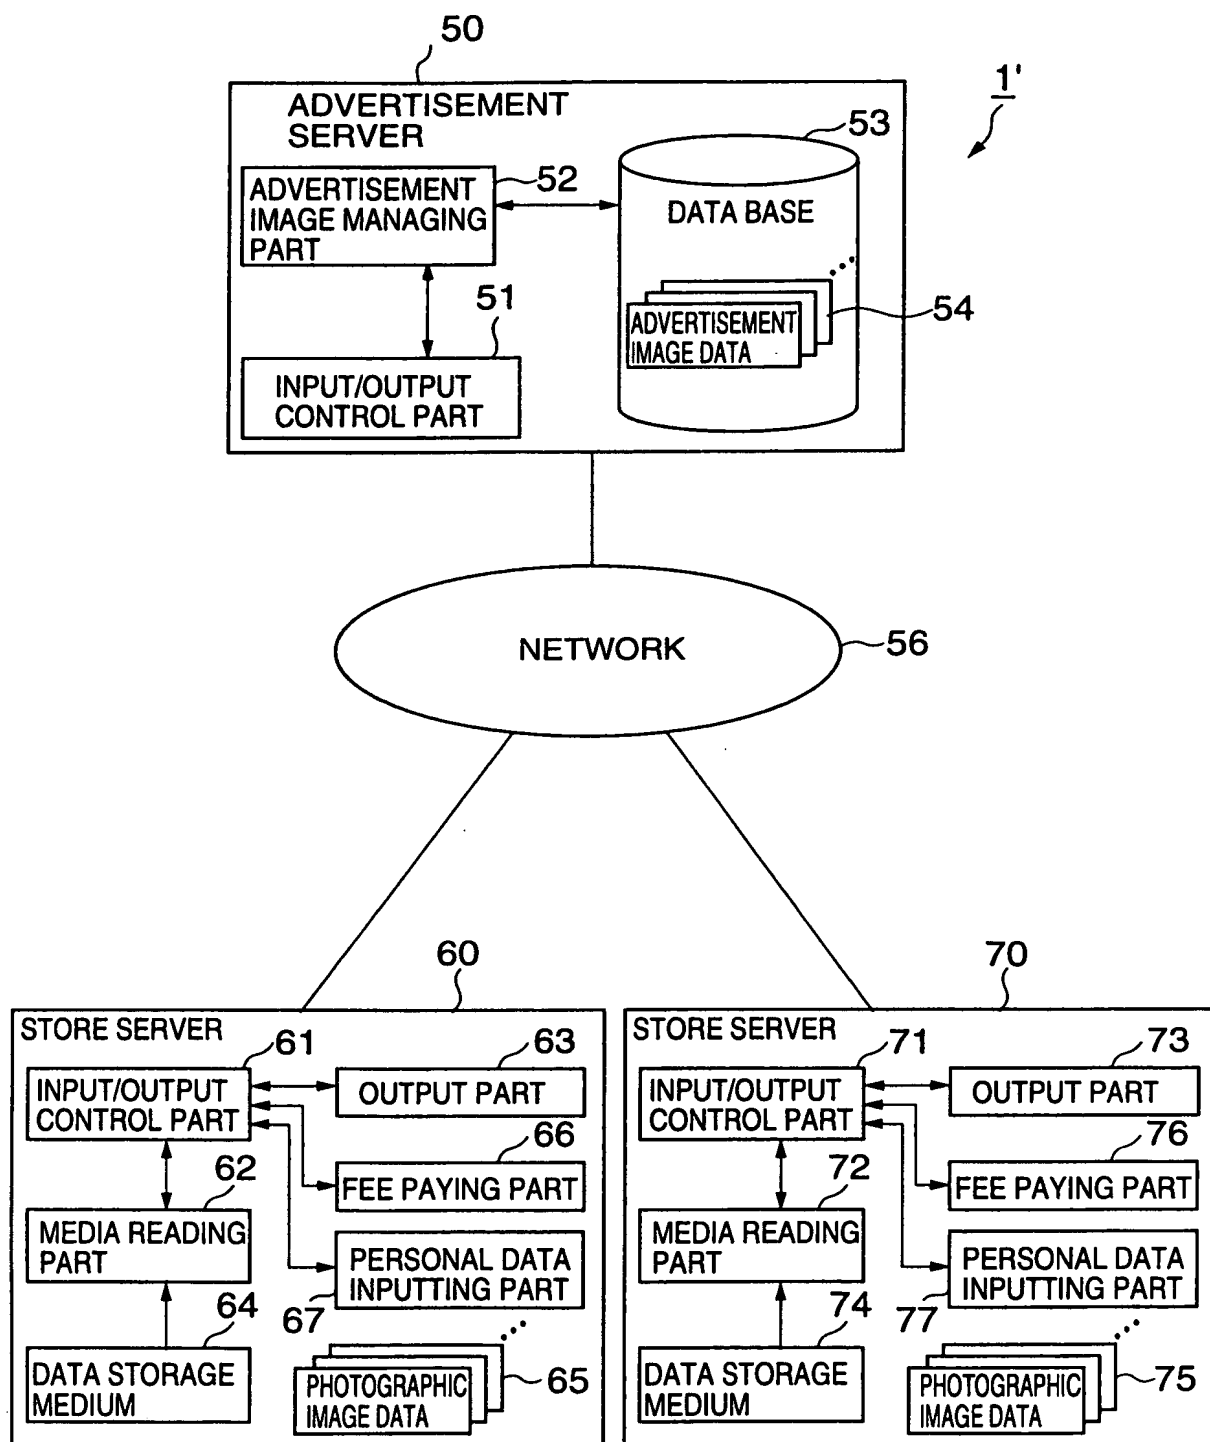 50
1'
ADVERTISEMENT
SERVER
53
52
ADVERTISEMENT
IMAGE MANAGING
PART
DATA BASE
51
54
ADVERTISEMENT
IMAGE DATA
INPUT/OUTPUT
CONTROL PART
NETWORK
56
60
STORE SERVER
61
63
INPUT/OUTPUT
CONTROL PART
OUTPUT PART
66
62
FEE PAYING PART
MEDIA READING
PART
PERSONAL DATA
INPUTTING PART
64
67
DATA STORAGE
MEDIUM
65
PHOTOGRAPHIC
IMAGE DATA
70
STORE SERVER
71
73
INPUT/OUTPUT
CONTROL PART
OUTPUT PART
76
72
FEE PAYING PART
MEDIA READING
PART
PERSONAL DATA
INPUTTING PART
74
77
DATA STORAGE
MEDIUM
75
PHOTOGRAPHIC
IMAGE DATA